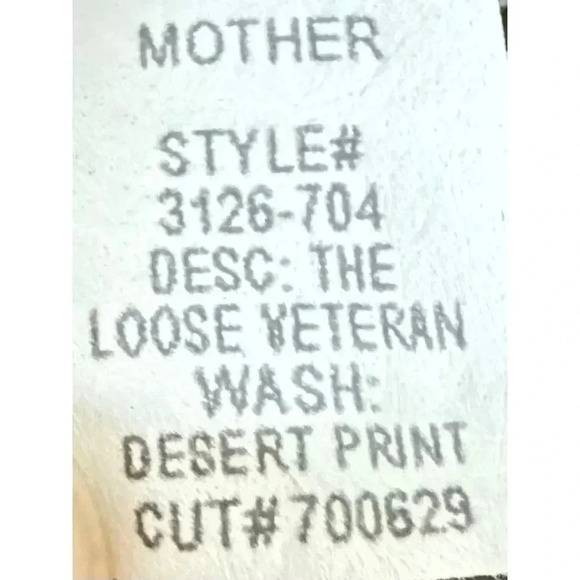 MOTHER
STYLE#
3126-704
DESC: THE
LOOSE VETERAN
WASH:
DESERT PRINT
CUT# 700629